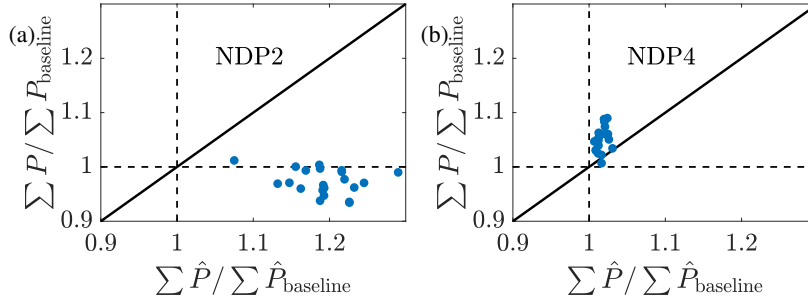 (a)
∑ P / ∑ P_baseline
1.2
1.1
1
0.9
NDP2
0.9 1 1.1 1.2
∑ P̂ / ∑ P̂_baseline
(b)
∑ P / ∑ P_baseline
1.2
1.1
1
0.9
NDP4
0.9 1 1.1 1.2
∑ P̂ / ∑ P̂_baseline